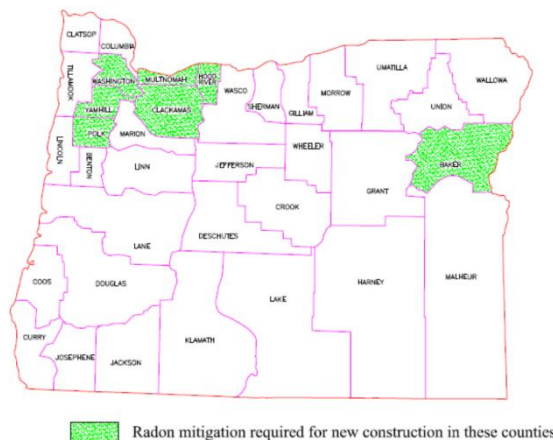 CLATSOP
COLUMBIA
TILLAMOOK
WASHINGTON
MULTNOMAH
HOOD
RIVER
WASCO
SHERMAN
GILLIAM
MORROW
UMATILLA
WALLOWA
UNION
YAMHILL
CLACKAMAS
POLK
MARION
LINCOLN
BENTON
LINN
JEFFERSON
WHEELER
GRANT
BAKER
CROOK
DESCHUTES
LANE
COOS
DOUGLAS
LAKE
HARNEY
MALHEUR
CURRY
JOSEPHENE
JACKSON
KLAMATH
Radon mitigation required for new construction in these counties